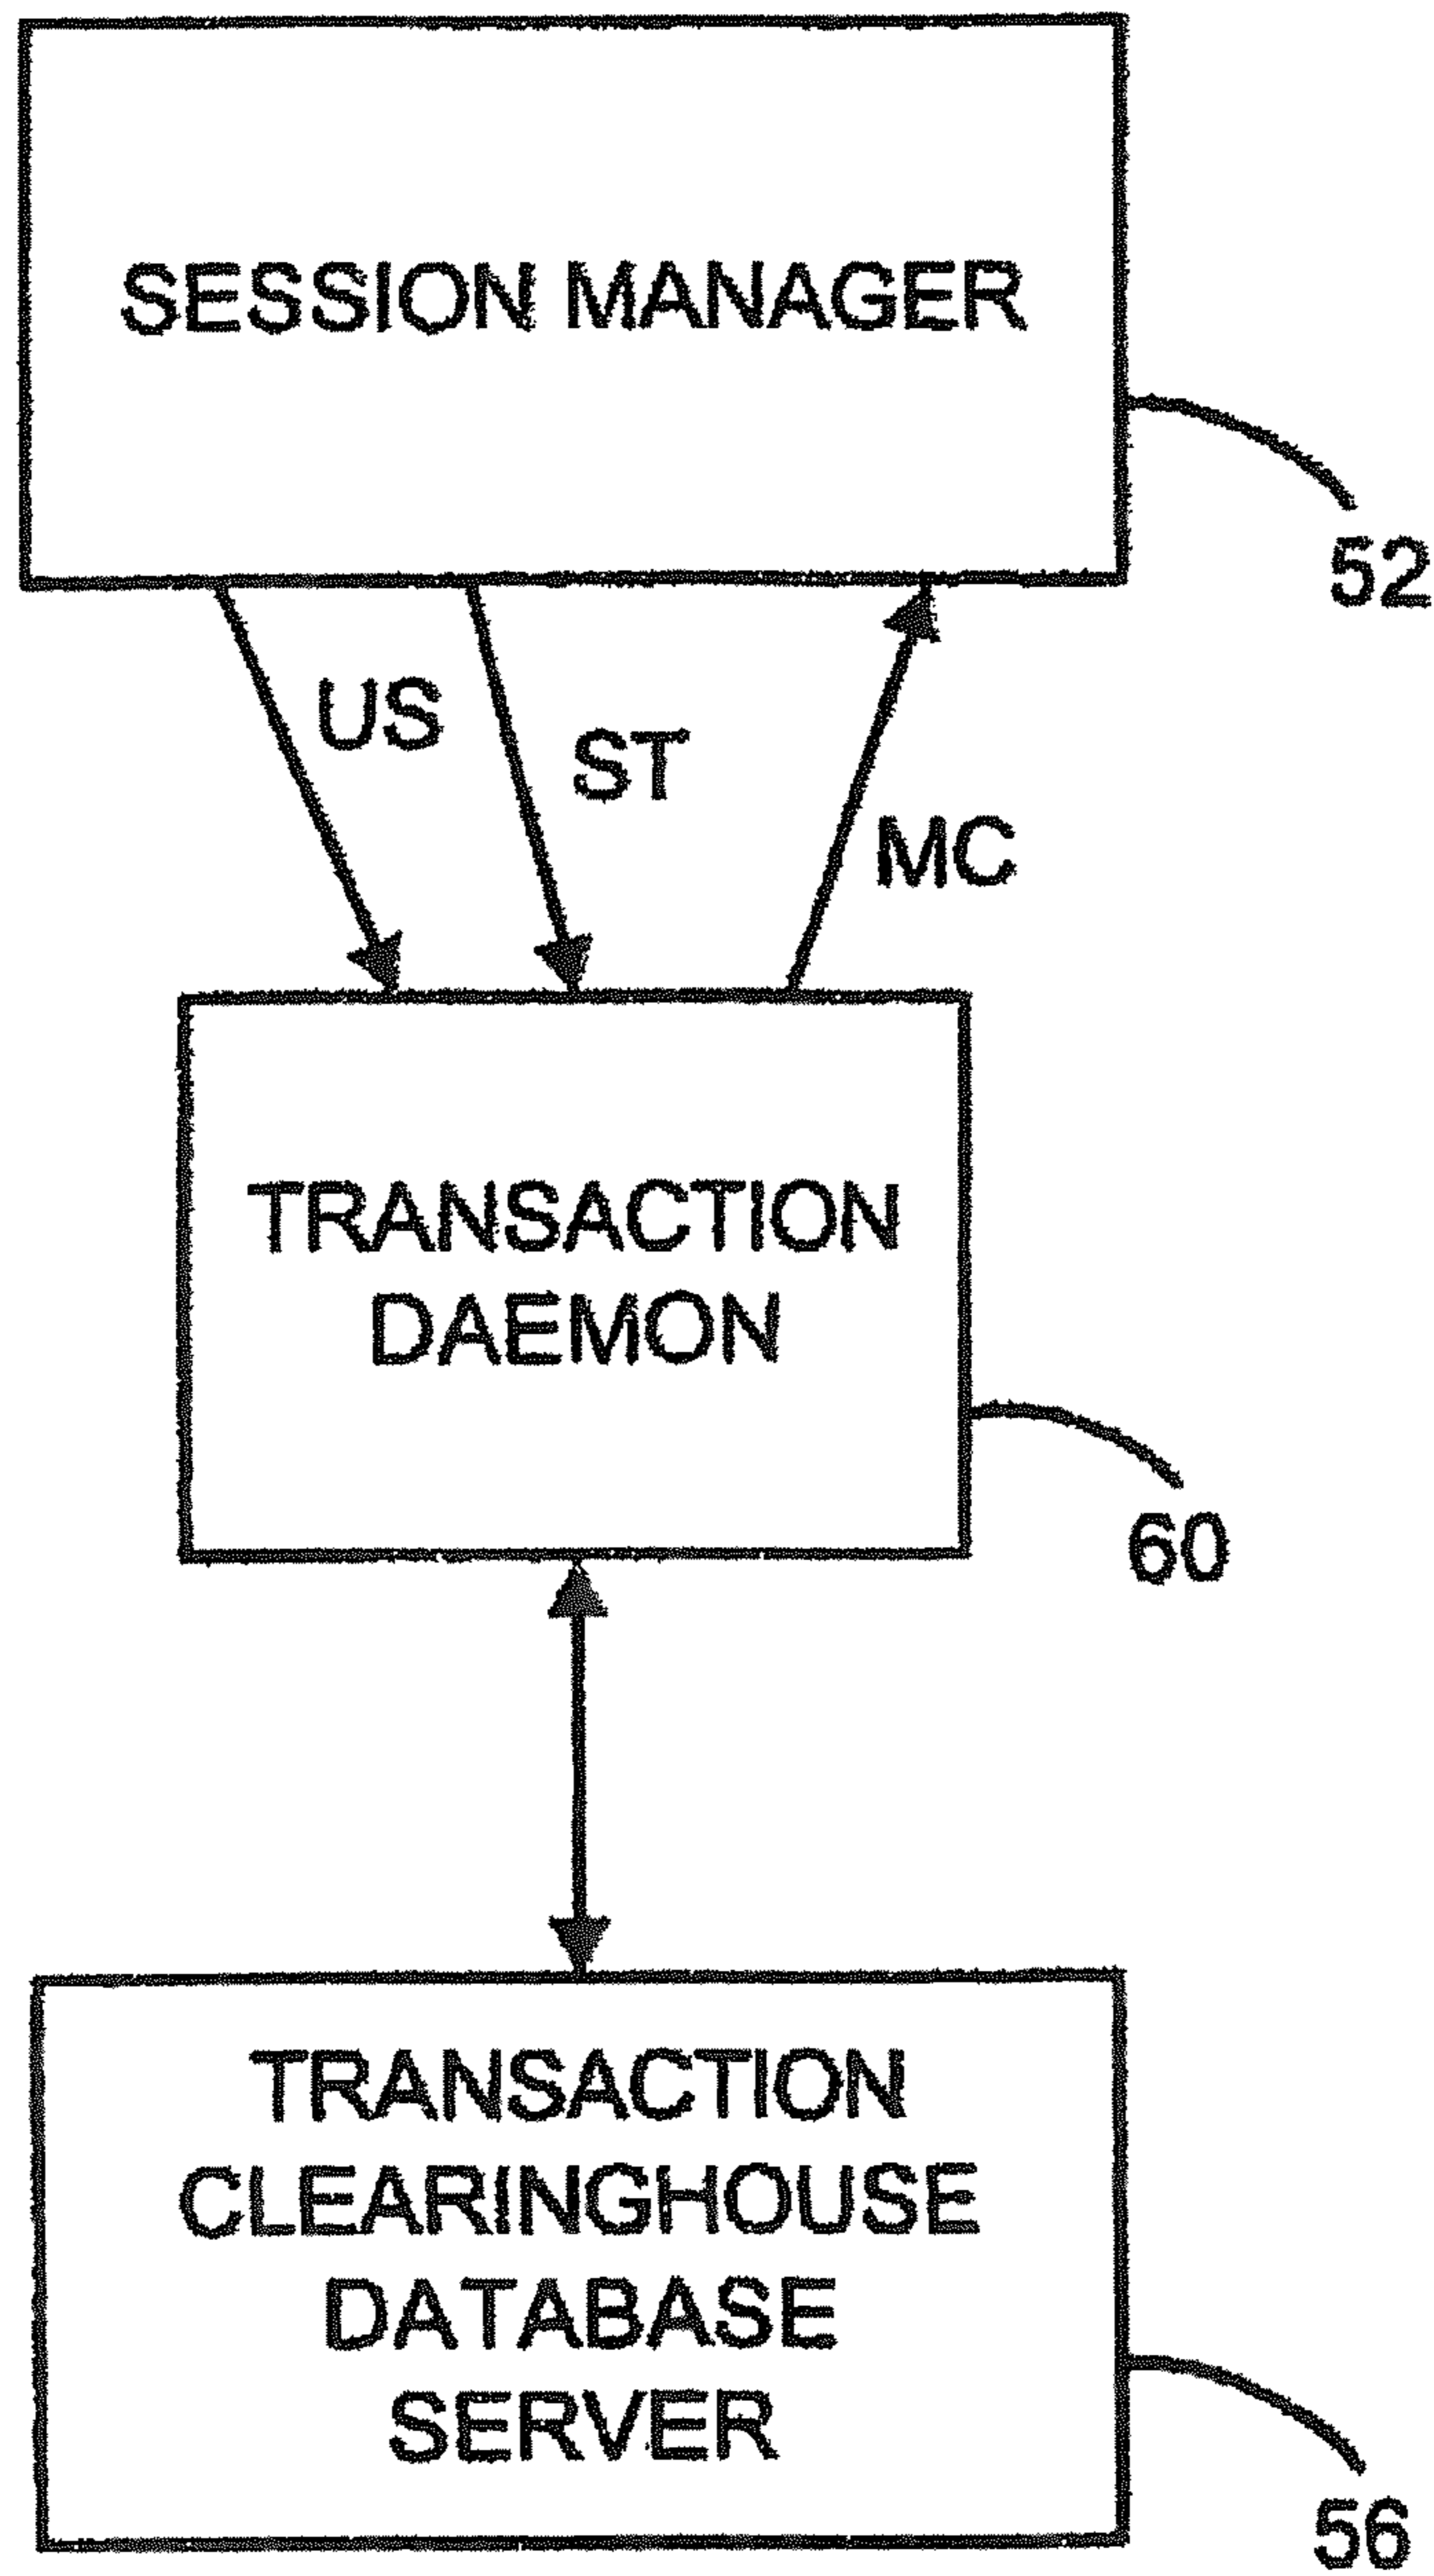 SESSION MANAGER
52
US
ST
MC
TRANSACTION
DAEMON
60
TRANSACTION
CLEARINGHOUSE
DATABASE
SERVER
56